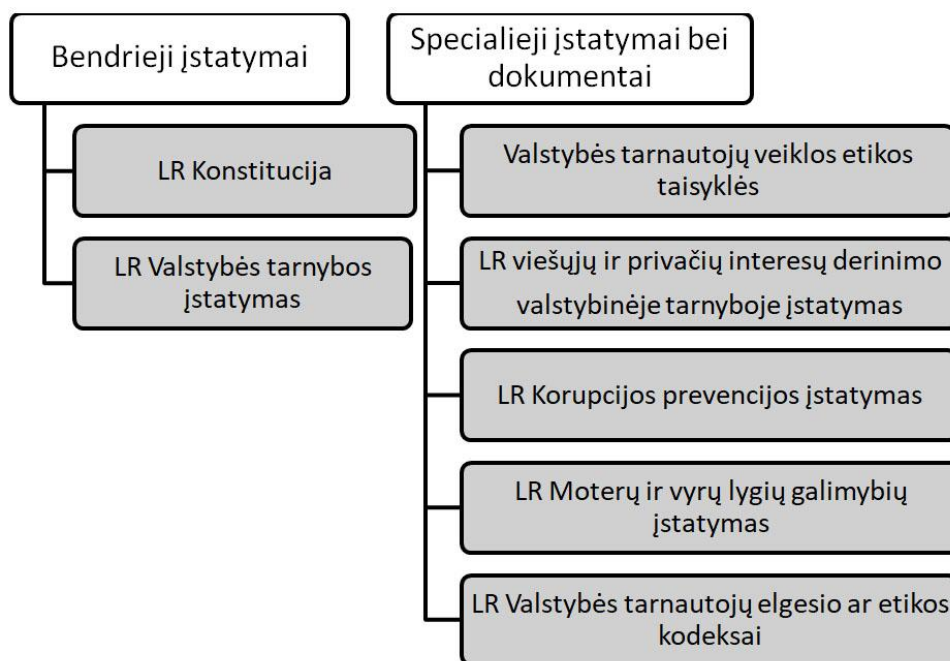 Bendrieji įstatymai
LR Konstitucija
LR Valstybės tarnybos
įstatymas
Specialieji įstatymai bei
dokumentai
Valstybės tarnautojų veiklos etikos
taisyklės
LR viešųjų ir privačių interesų derinimo
valstybinėje tarnyboje įstatymas
LR Korupcijos prevencijos įstatymas
LR Moterų ir vyrų lygių galimybių
įstatymas
LR Valstybės tarnautojų elgesio ar etikos
kodeksai